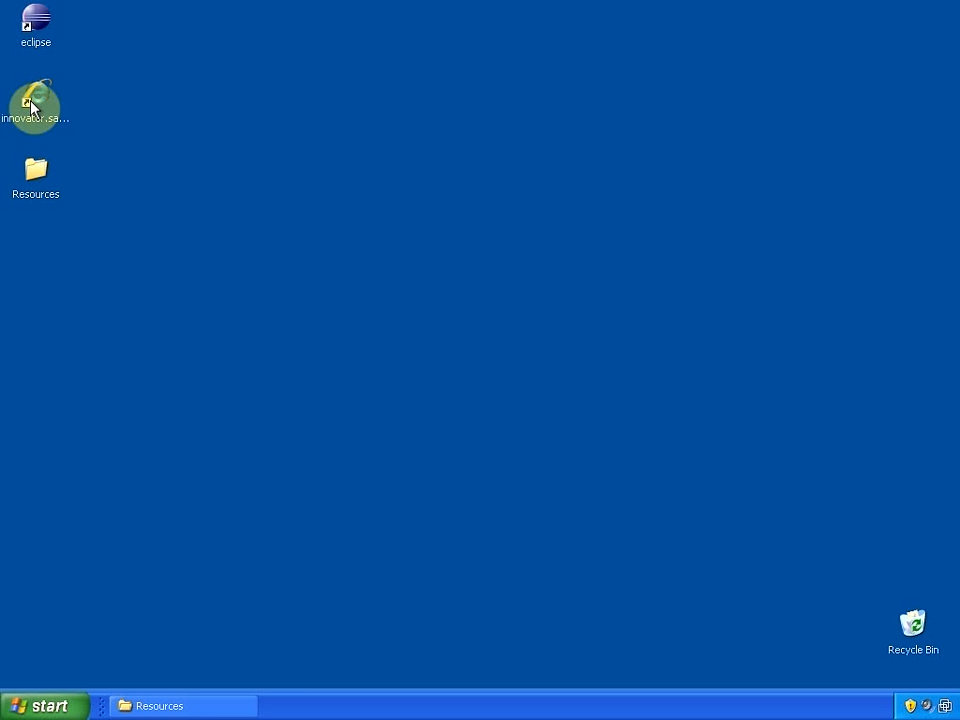 eclipse
innovator.sa...
Resources
Recycle Bin
start
Resources